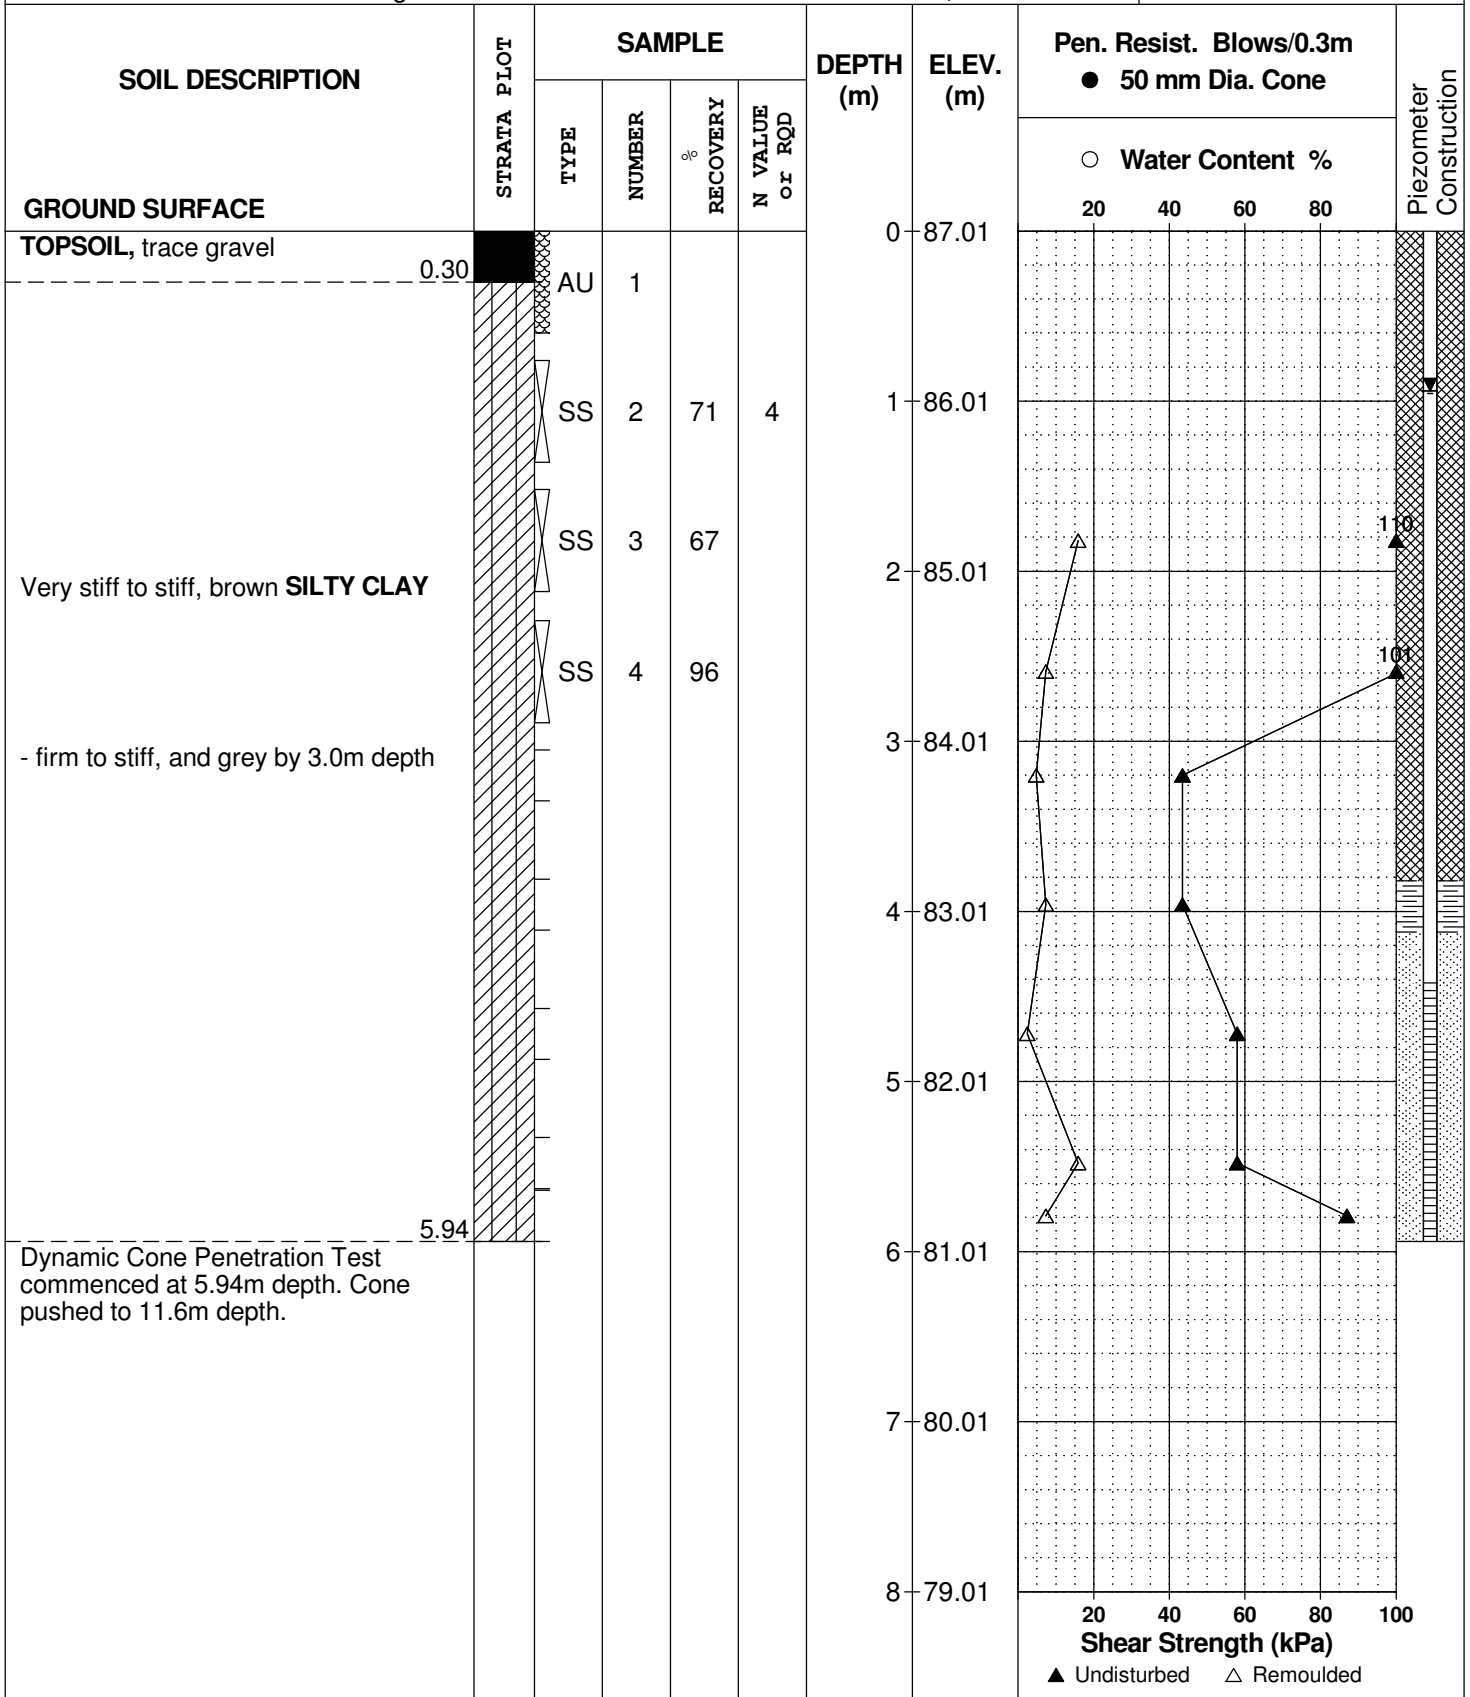 SOIL DESCRIPTION
GROUND SURFACE
STRATA PLOT
SAMPLE
TYPE
NUMBER
%
RECOVERY
N VALUE
or RQD
DEPTH
(m)
ELEV.
(m)
Pen. Resist. Blows/0.3m
● 50 mm Dia. Cone
○ Water Content %
20 40 60 80
Piezometer
Construction
TOPSOIL, trace gravel
0.30
AU 1
0 87.01
SS 2 71 4
1 86.01
SS 3 67
110
2 85.01
Very stiff to stiff, brown SILTY CLAY
SS 4 96
101
3 84.01
- firm to stiff, and grey by 3.0m depth
4 83.01
5 82.01
5.94
6 81.01
Dynamic Cone Penetration Test
commenced at 5.94m depth. Cone
pushed to 11.6m depth.
7 80.01
8 79.01
20 40 60 80 100
Shear Strength (kPa)
▲ Undisturbed △ Remoulded